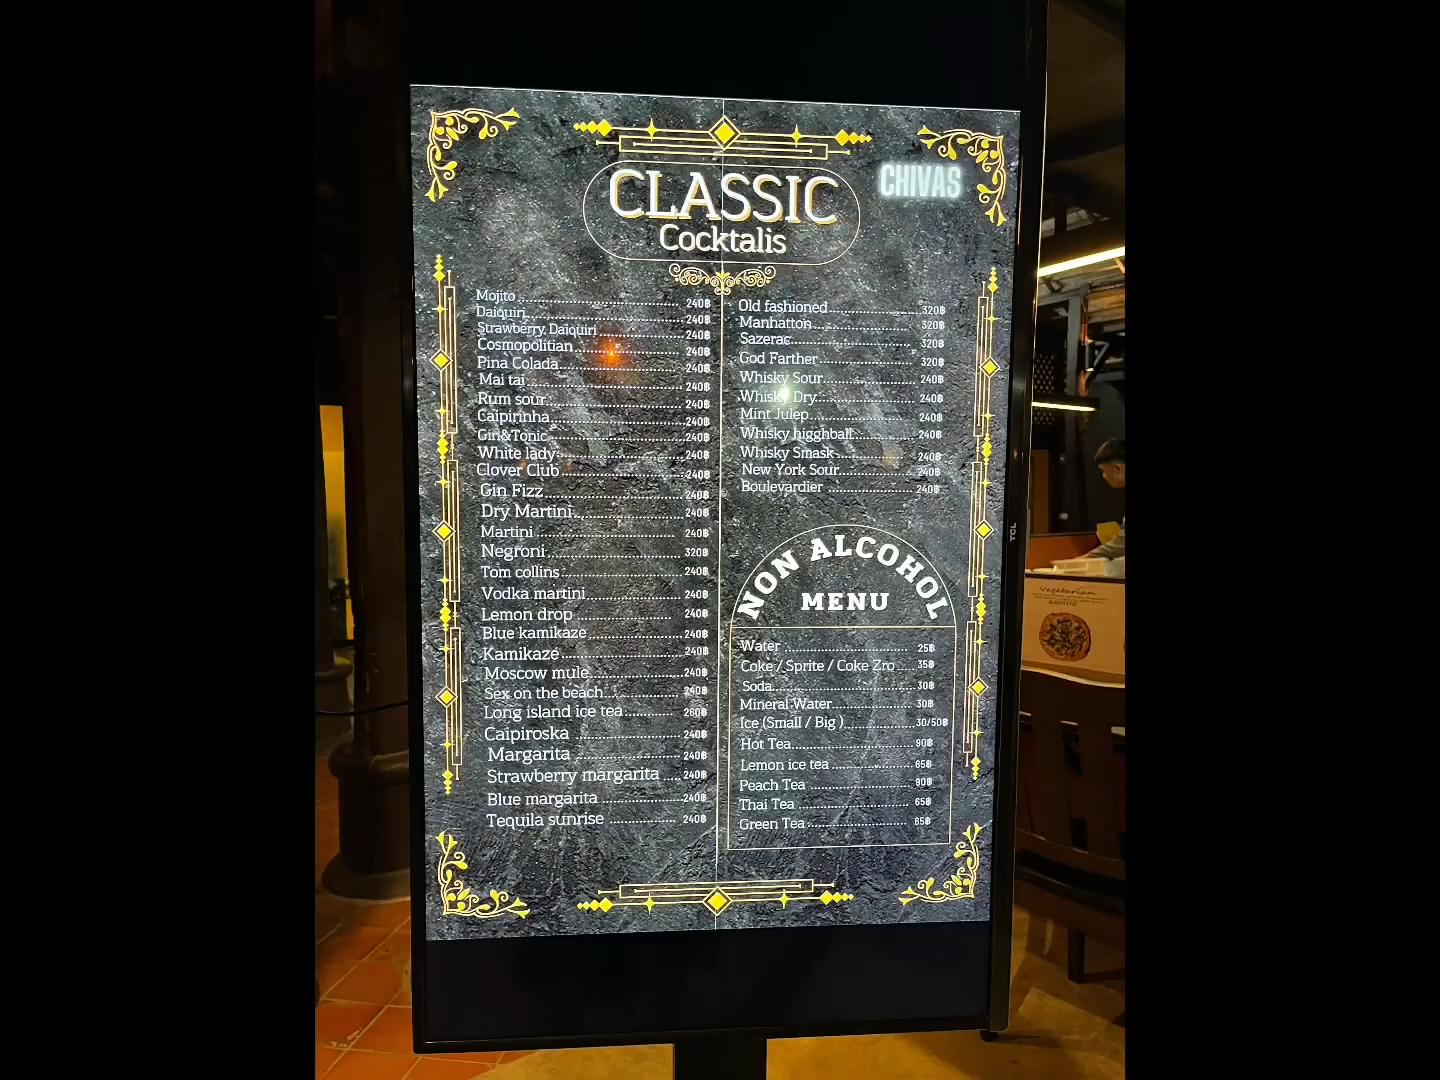 CLASSIC
Cocktalis
CHIVAS
Mojito 240฿
Daiquiri 240฿
Strawberry Daiquiri 240฿
Cosmopolitian 240฿
Pina Colada 240฿
Mai tai 240฿
Rum sour 240฿
Caipirinha 240฿
Gin&Tonic 240฿
White lady 240฿
Clover Club 240฿
Gin Fizz 240฿
Dry Martini 240฿
Martini 240฿
Negroni 320฿
Tom collins 240฿
Vodka martini 240฿
Lemon drop 240฿
Blue kamikaze 240฿
Kamikaze 240฿
Moscow mule 240฿
Sex on the beach 240฿
Long island ice tea 280฿
Caipiroska 240฿
Margarita 240฿
Strawberry margarita 240฿
Blue margarita 240฿
Tequila sunrise 240฿
Old fashioned 320฿
Manhatton 320฿
Sazerac 320฿
God Farther 320฿
Whisky Sour 240฿
Whisky Dry 240฿
Mint Julep 240฿
Whisky higghball 240฿
Whisky Smask 240฿
New York Sour 240฿
Boulevardier 240฿
NON ALCOHOL
MENU
Water 25฿
Coke / Sprite / Coke Zro 35฿
Soda 30฿
Mineral Water 30฿
Ice (Small / Big ) 30/50฿
Hot Tea 90฿
Lemon ice tea 65฿
Peach Tea 90฿
Thai Tea 65฿
Green Tea 65฿
TCL
Vegetarian